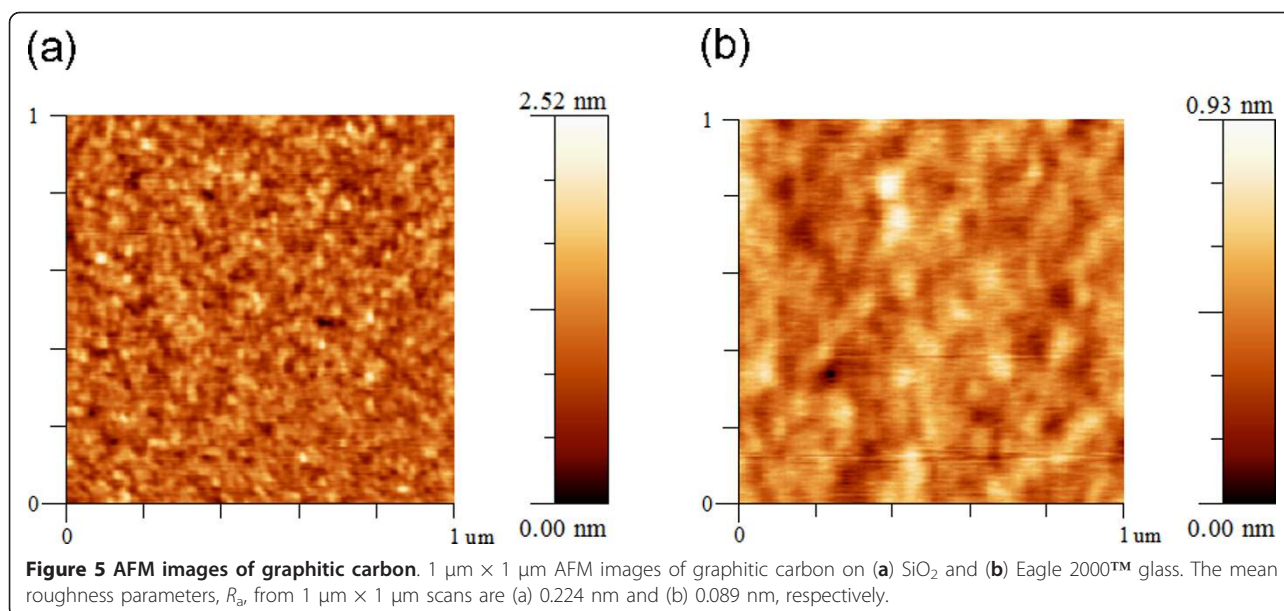 (a)
(b)
2.52 nm
0.93 nm
1
1
0
0
0
1 um
0.00 nm
0
1 um
0.00 nm
Figure 5 AFM images of graphitic carbon. 1 μm × 1 μm AFM images of graphitic carbon on (a) SiO₂ and (b) Eagle 2000™ glass. The mean
roughness parameters, Rₐ, from 1 μm × 1 μm scans are (a) 0.224 nm and (b) 0.089 nm, respectively.